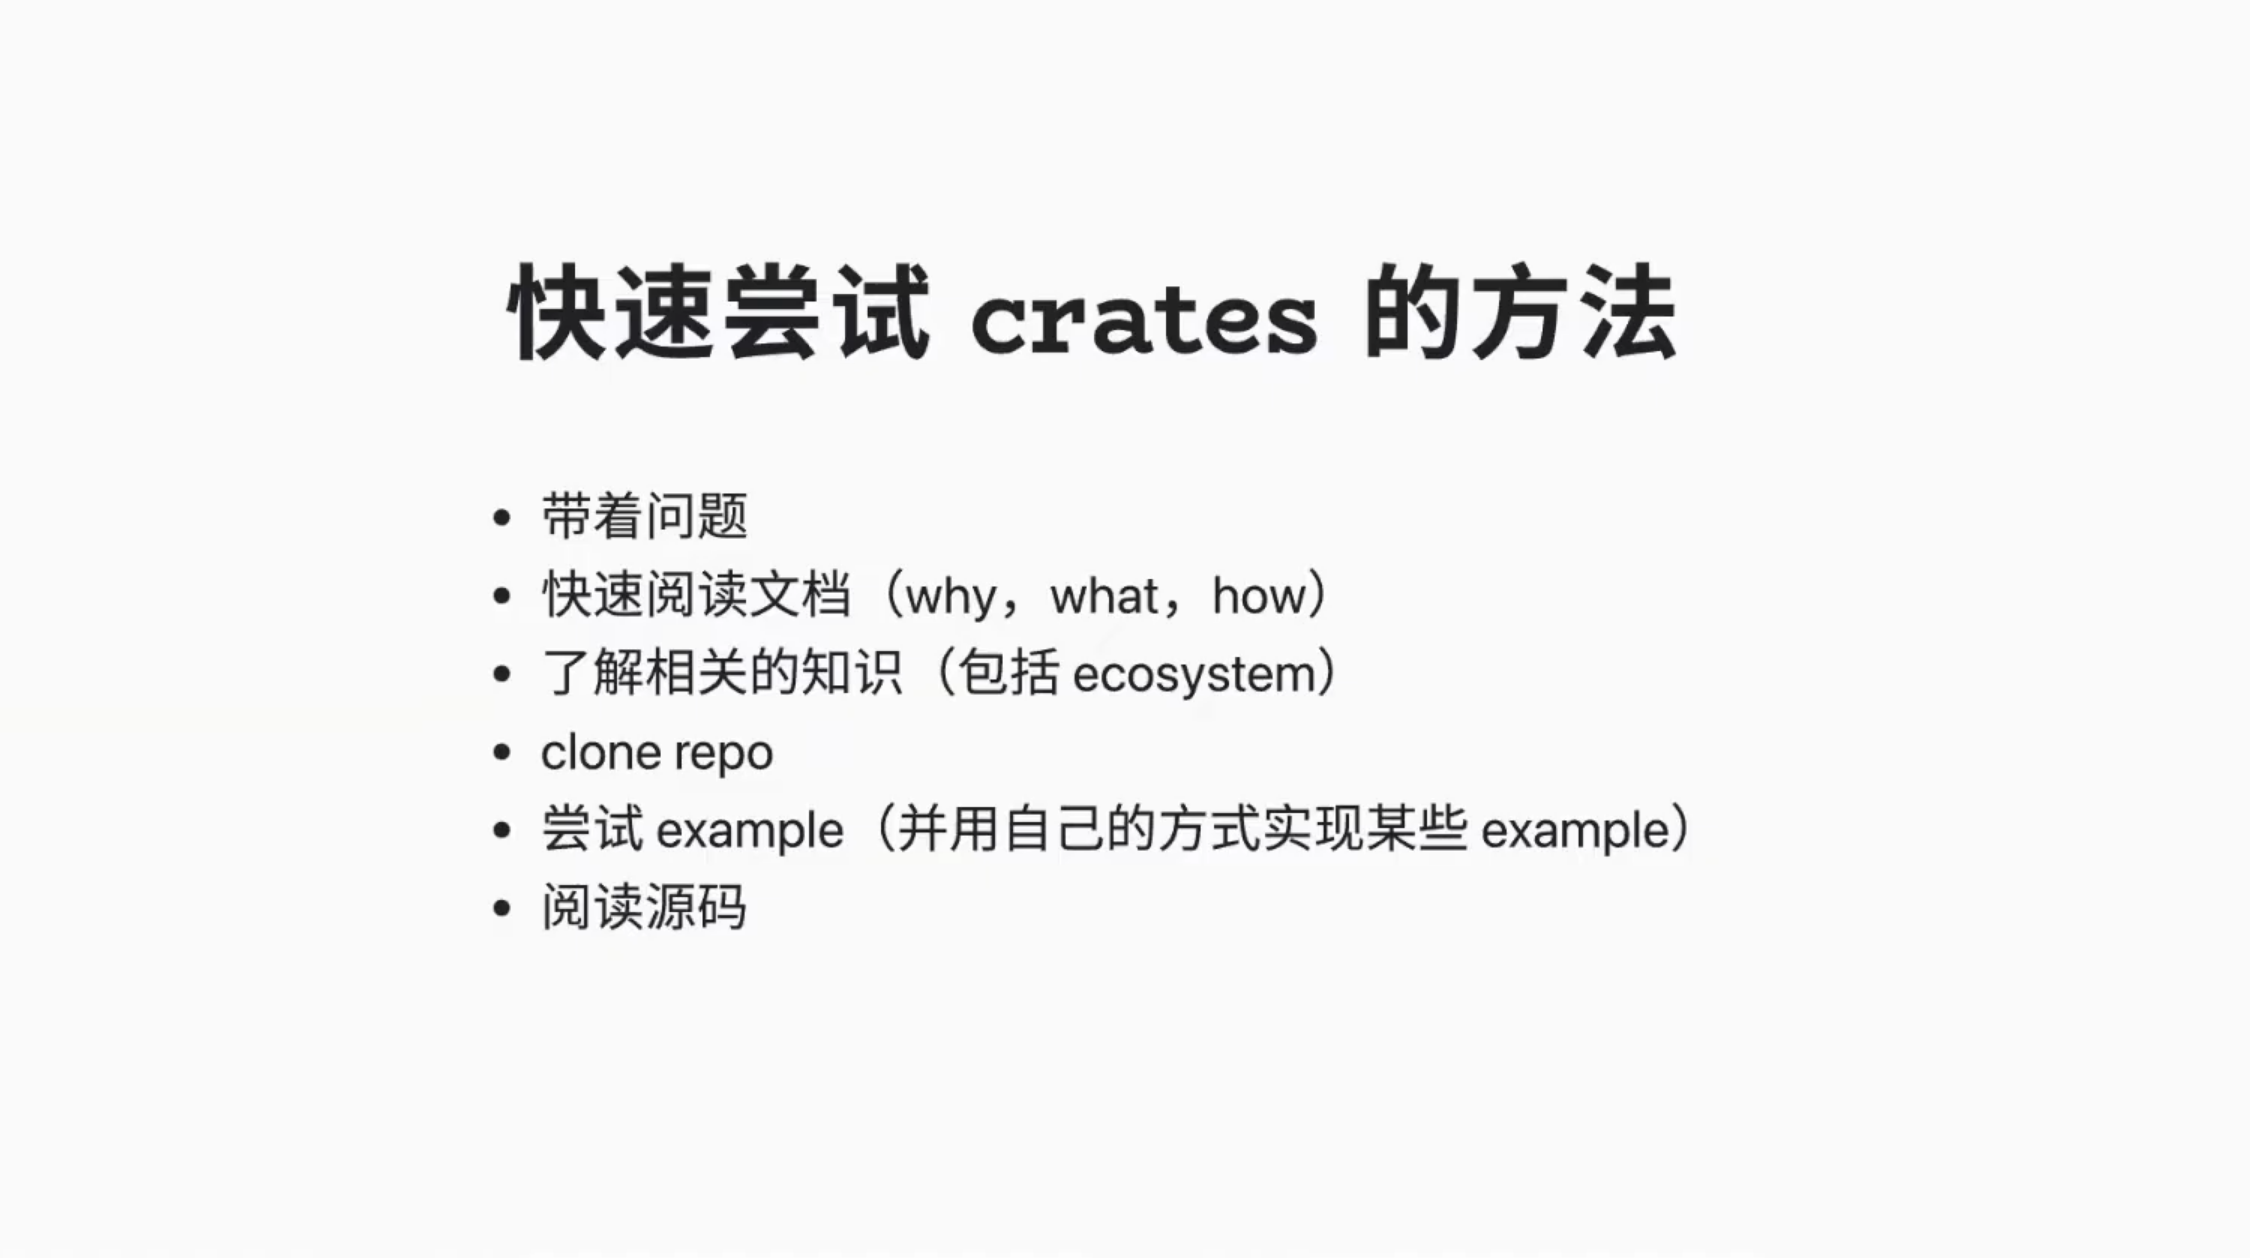 快速尝试 crates 的方法
• 带着问题
• 快速阅读文档（why，what，how）
• 了解相关的知识（包括 ecosystem）
• clone repo
• 尝试 example（并用自己的方式实现某些 example）
• 阅读源码